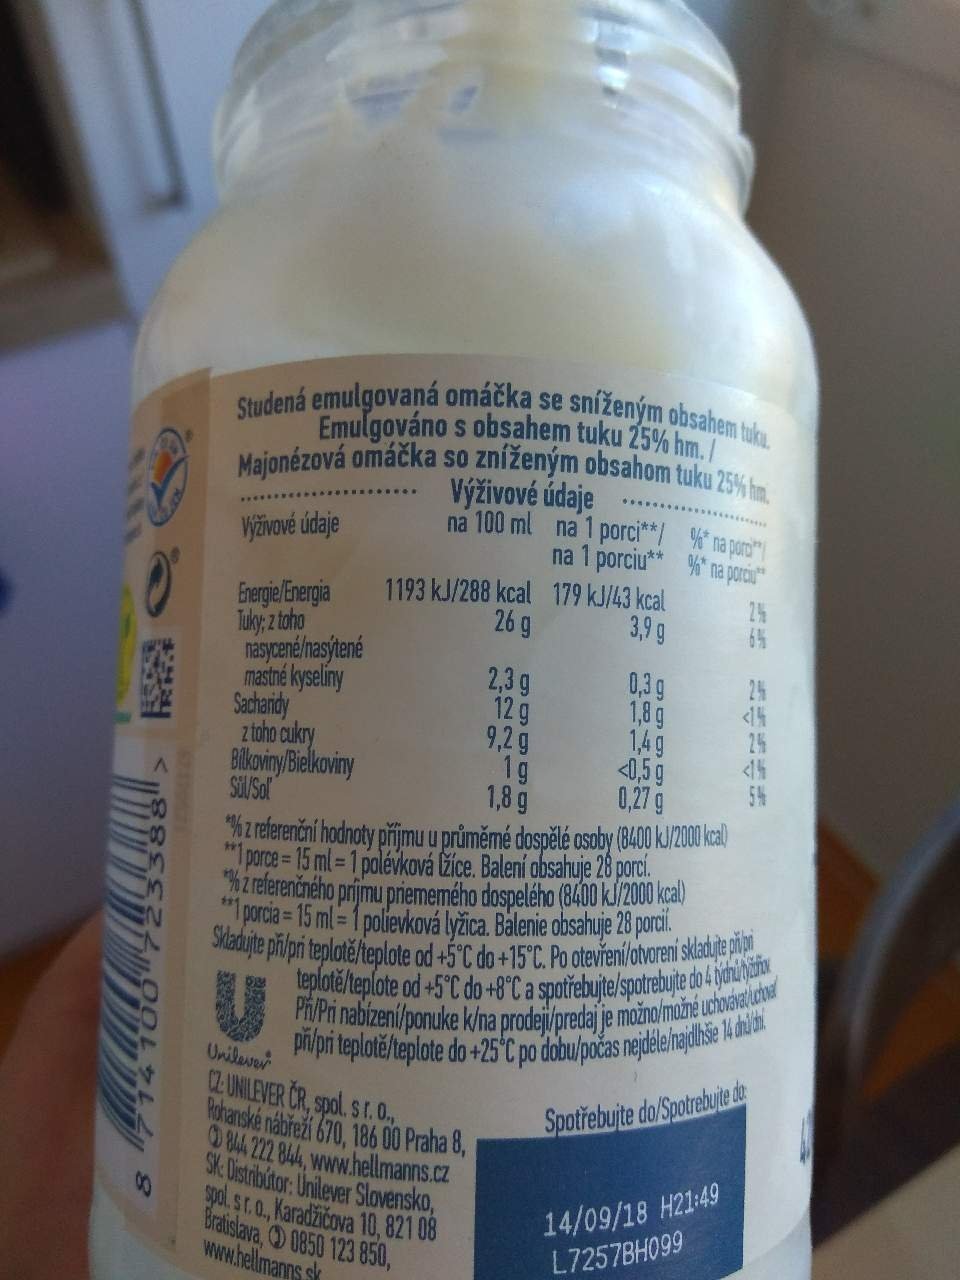 Studená emulgovaná omáčka se sníženým obsahem tuku.
Emulgováno s obsahem tuku 25% hm. /
Majonézová omáčka so zníženým obsahom tuku 25% hm.
Výživové údaje
Výživové údaje na 100 ml na 1 porci**/ %* na porci**/
na 1 porciu** %* na porciu**
Energie/Energia 1193 kJ/288 kcal 179 kJ/43 kcal 2%
Tuky; z toho 26 g 3,9 g 6%
nasycené/nasýtené
mastné kyseliny 2,3 g 0,3 g 2%
Sacharidy 12 g 1,8 g <1%
z toho cukry 9,2 g 1,4 g 2%
Bílkoviny/Bielkoviny 1 g <0,5 g <1%
Sůl/Soľ 1,8 g 0,27 g 5%
*% z referenční hodnoty příjmu u průměrné dospělé osoby (8400 kJ/2000 kcal)
**1 porce = 15 ml = 1 polévková lžíce. Balení obsahuje 28 porcí.
*% z referenčného príjmu priemerného dospelého (8400 kJ/2000 kcal)
**1 porcia = 15 ml = 1 polievková lyžica. Balenie obsahuje 28 porcií.
Skladujte při/pri teplotě/teplote od +5°C do +15°C. Po otevření/otvorení skladujte při/pri
teplotě/teplote od +5°C do +8°C a spotřebujte/spotrebujte do 4 týdnů/týždňov.
Při/Pri nabízení/ponuke k/na prodeji/predaj je možno/možné uchovávat/uchovať
při/pri teplotě/teplote do +25°C po dobu/počas nejdéle/najdlhšie 14 dnů/dní.
Unilever
CZ: UNILEVER ČR, spol. s r. o.,
Rohanské nábřeží 670, 186 00 Praha 8,
844 222 844, www.hellmanns.cz
SK: Distribútor: Unilever Slovensko,
spol. s r. o., Karadžičova 10, 821 08
Bratislava, 0850 123 850,
www.hellmanns.sk
Spotřebujte do/Spotrebujte do:
14/09/18 H21:49
L7257BH099
8 714100 723388 >